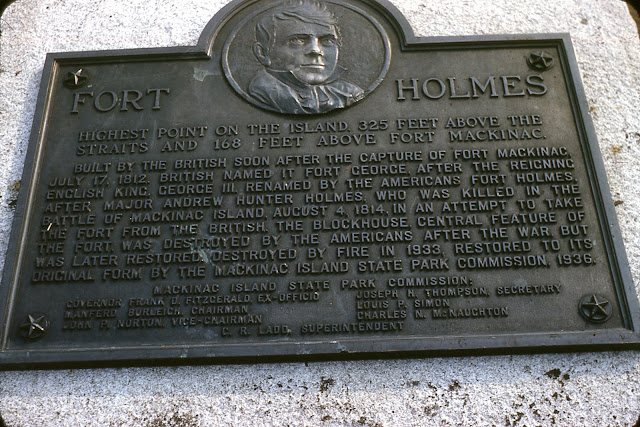 FORT HOLMES
HIGHEST POINT ON THE ISLAND, 325 FEET ABOVE THE
STRAITS AND 168 FEET ABOVE FORT MACKINAC.
BUILT BY THE BRITISH SOON AFTER THE CAPTURE OF FORT MACKINAC,
JULY 17, 1812. BRITISH NAMED IT FORT GEORGE, AFTER THE REIGNING
ENGLISH KING, GEORGE III. RENAMED BY THE AMERICANS FORT HOLMES,
AFTER MAJOR ANDREW HUNTER HOLMES, WHO WAS KILLED IN THE
BATTLE OF MACKINAC ISLAND, AUGUST 4, 1814, IN AN ATTEMPT TO TAKE
THE FORT FROM THE BRITISH. THE BLOCKHOUSE CENTRAL FEATURE OF
THE FORT, WAS DESTROYED BY THE AMERICANS AFTER THE WAR BUT
WAS LATER RESTORED. DESTROYED BY FIRE IN 1933. RESTORED TO ITS
ORIGINAL FORM BY THE MACKINAC ISLAND STATE PARK COMMISSION, 1936.
MACKINAC ISLAND STATE PARK COMMISSION:
GOVERNOR FRANK D. FITZGERALD, EX-OFFICIO JOSEPH H. THOMPSON, SECRETARY
WANFERD BURLEIGH, CHAIRMAN LOUIS P. SIMON
JOHN P. NORTON, VICE-CHAIRMAN CHARLES N. McNAUGHTON
C. R. LADD, SUPERINTENDENT